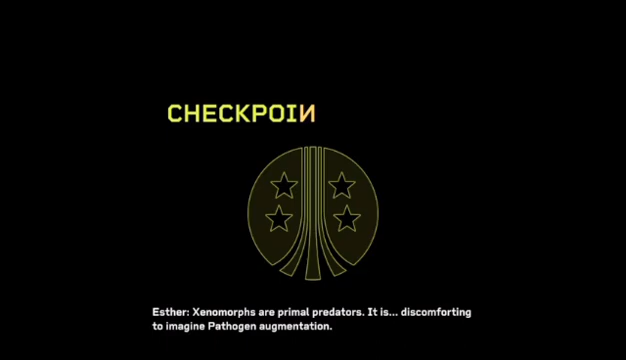 CHECKPOIN
Esther: Xenomorphs are primal predators. It is... discomforting
to imagine Pathogen augmentation.